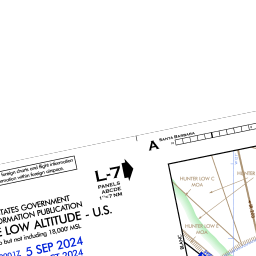 foreign charts and flight information
information within foreign airspace.
L-7
PANELS
ABCDE
1"=7 NM
A
SANTA BARBARA
STATES GOVERNMENT
FORMATION PUBLICATION
E LOW ALTITUDE - U.S.
but not including 18,000' MSL
5 SEP 2024
2024
HUNTER LOW C
MOA
HUNTER
HUNTER LOW E
MOA